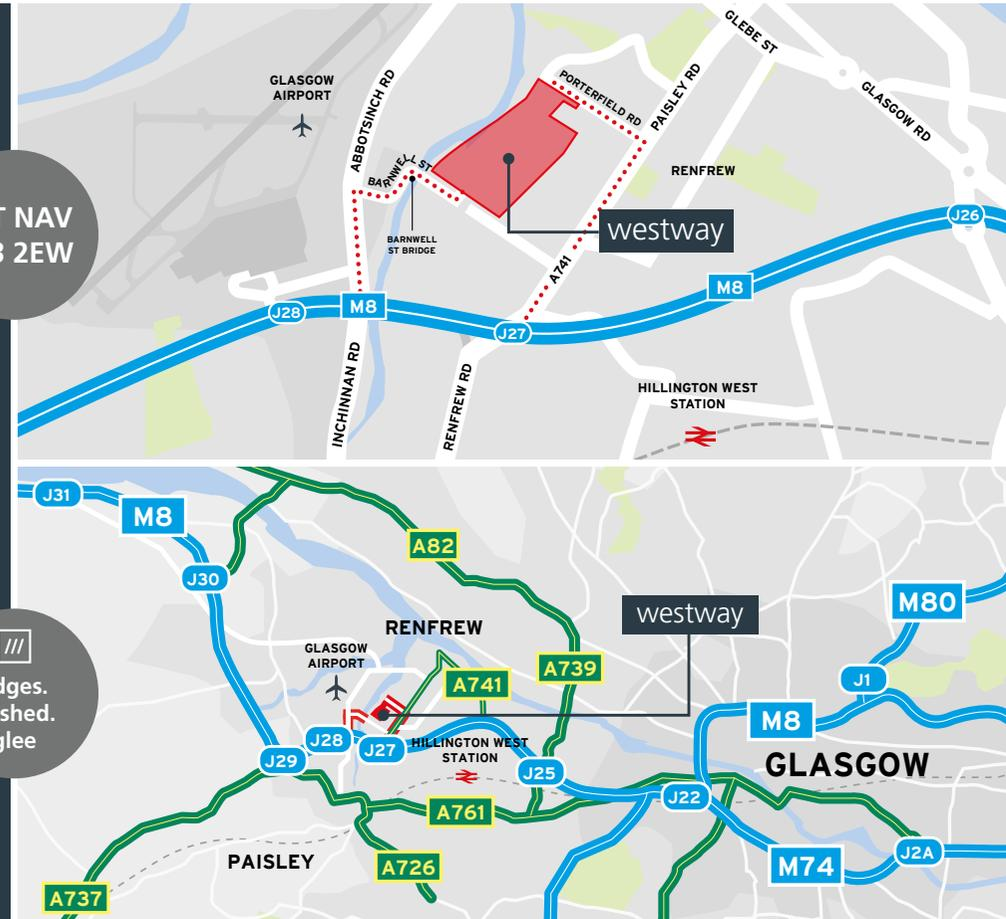 GLEBE ST
GLASGOW
AIRPORT
ABBOTSINCH RD
PORTERFIELD RD
PAISLEY RD
GLASGOW RD
BARNWELL ST
RENFREW
T NAV
2EW
BARNWELL
ST BRIDGE
westway
J26
A741
M8
J28
M8
J27
INCHINNAN RD
RENFREW RD
HILLINGTON WEST
STATION
J31
M8
A82
J30
M80
westway
RENFREW
GLASGOW
AIRPORT
///
A739
A741
J1
dges.
shed.
glee
M8
J28
J27
HILLINGTON WEST
STATION
J29
J25
GLASGOW
J22
A761
J2A
PAISLEY
A726
M74
A737